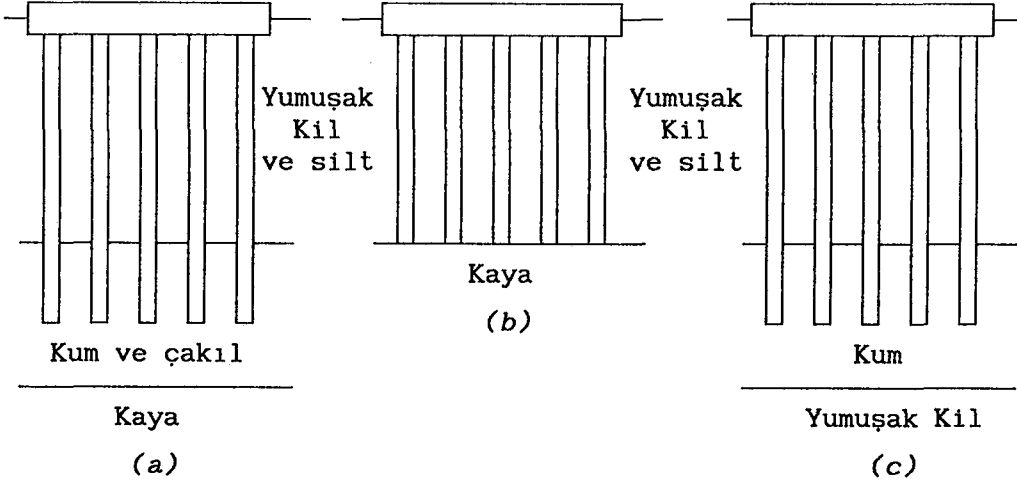 Yumuşak
Kil
ve silt
Yumuşak
Kil
ve silt
Kaya
(b)
Kum ve çakıl
Kaya
(a)
Kum
Yumuşak Kil
(c)